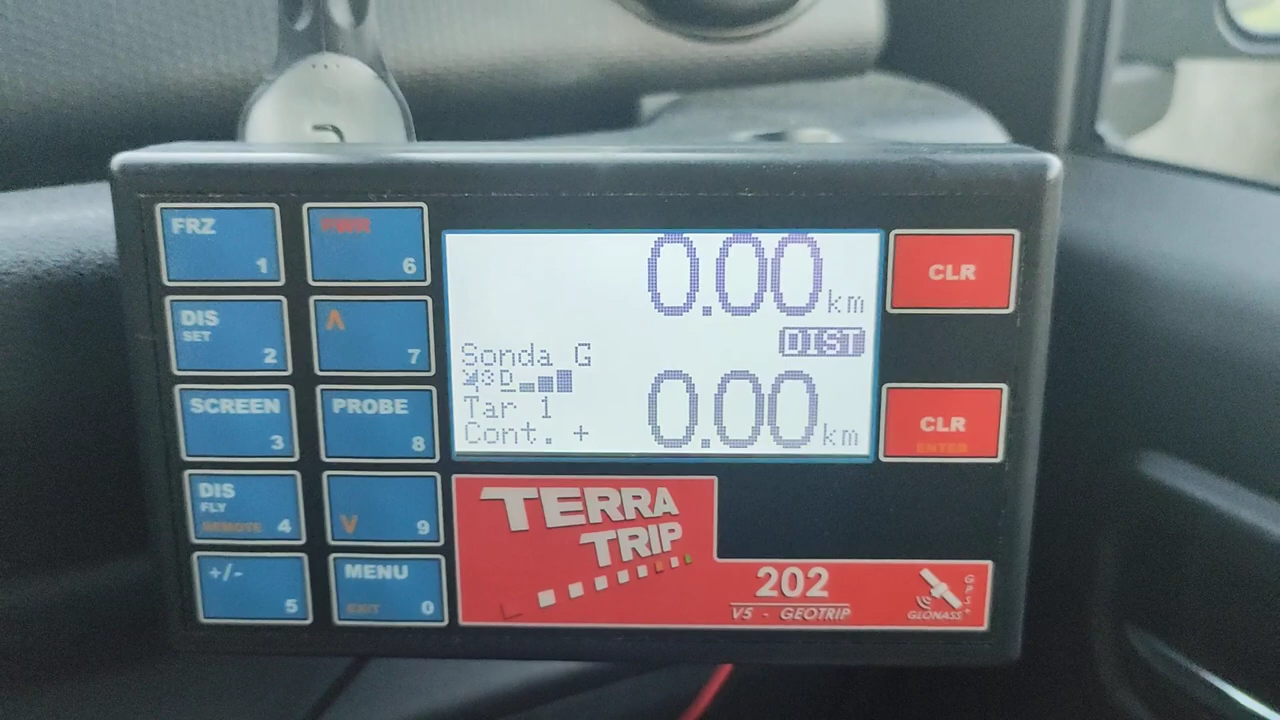 FRZ
1
PWR
6
DIS
SET
2
7
SCREEN
3
PROBE
8
DIS
FLY
REMOTE 4
9
+/-
5
MENU
EXIT 0
0.00 km
DIST
Sonda G
3D
Tar 1
Cont. +
0.00 km
CLR
CLR
ENTER
TERRA
TRIP
202
V5 - GEOTRIP
GPS+
GLONASS